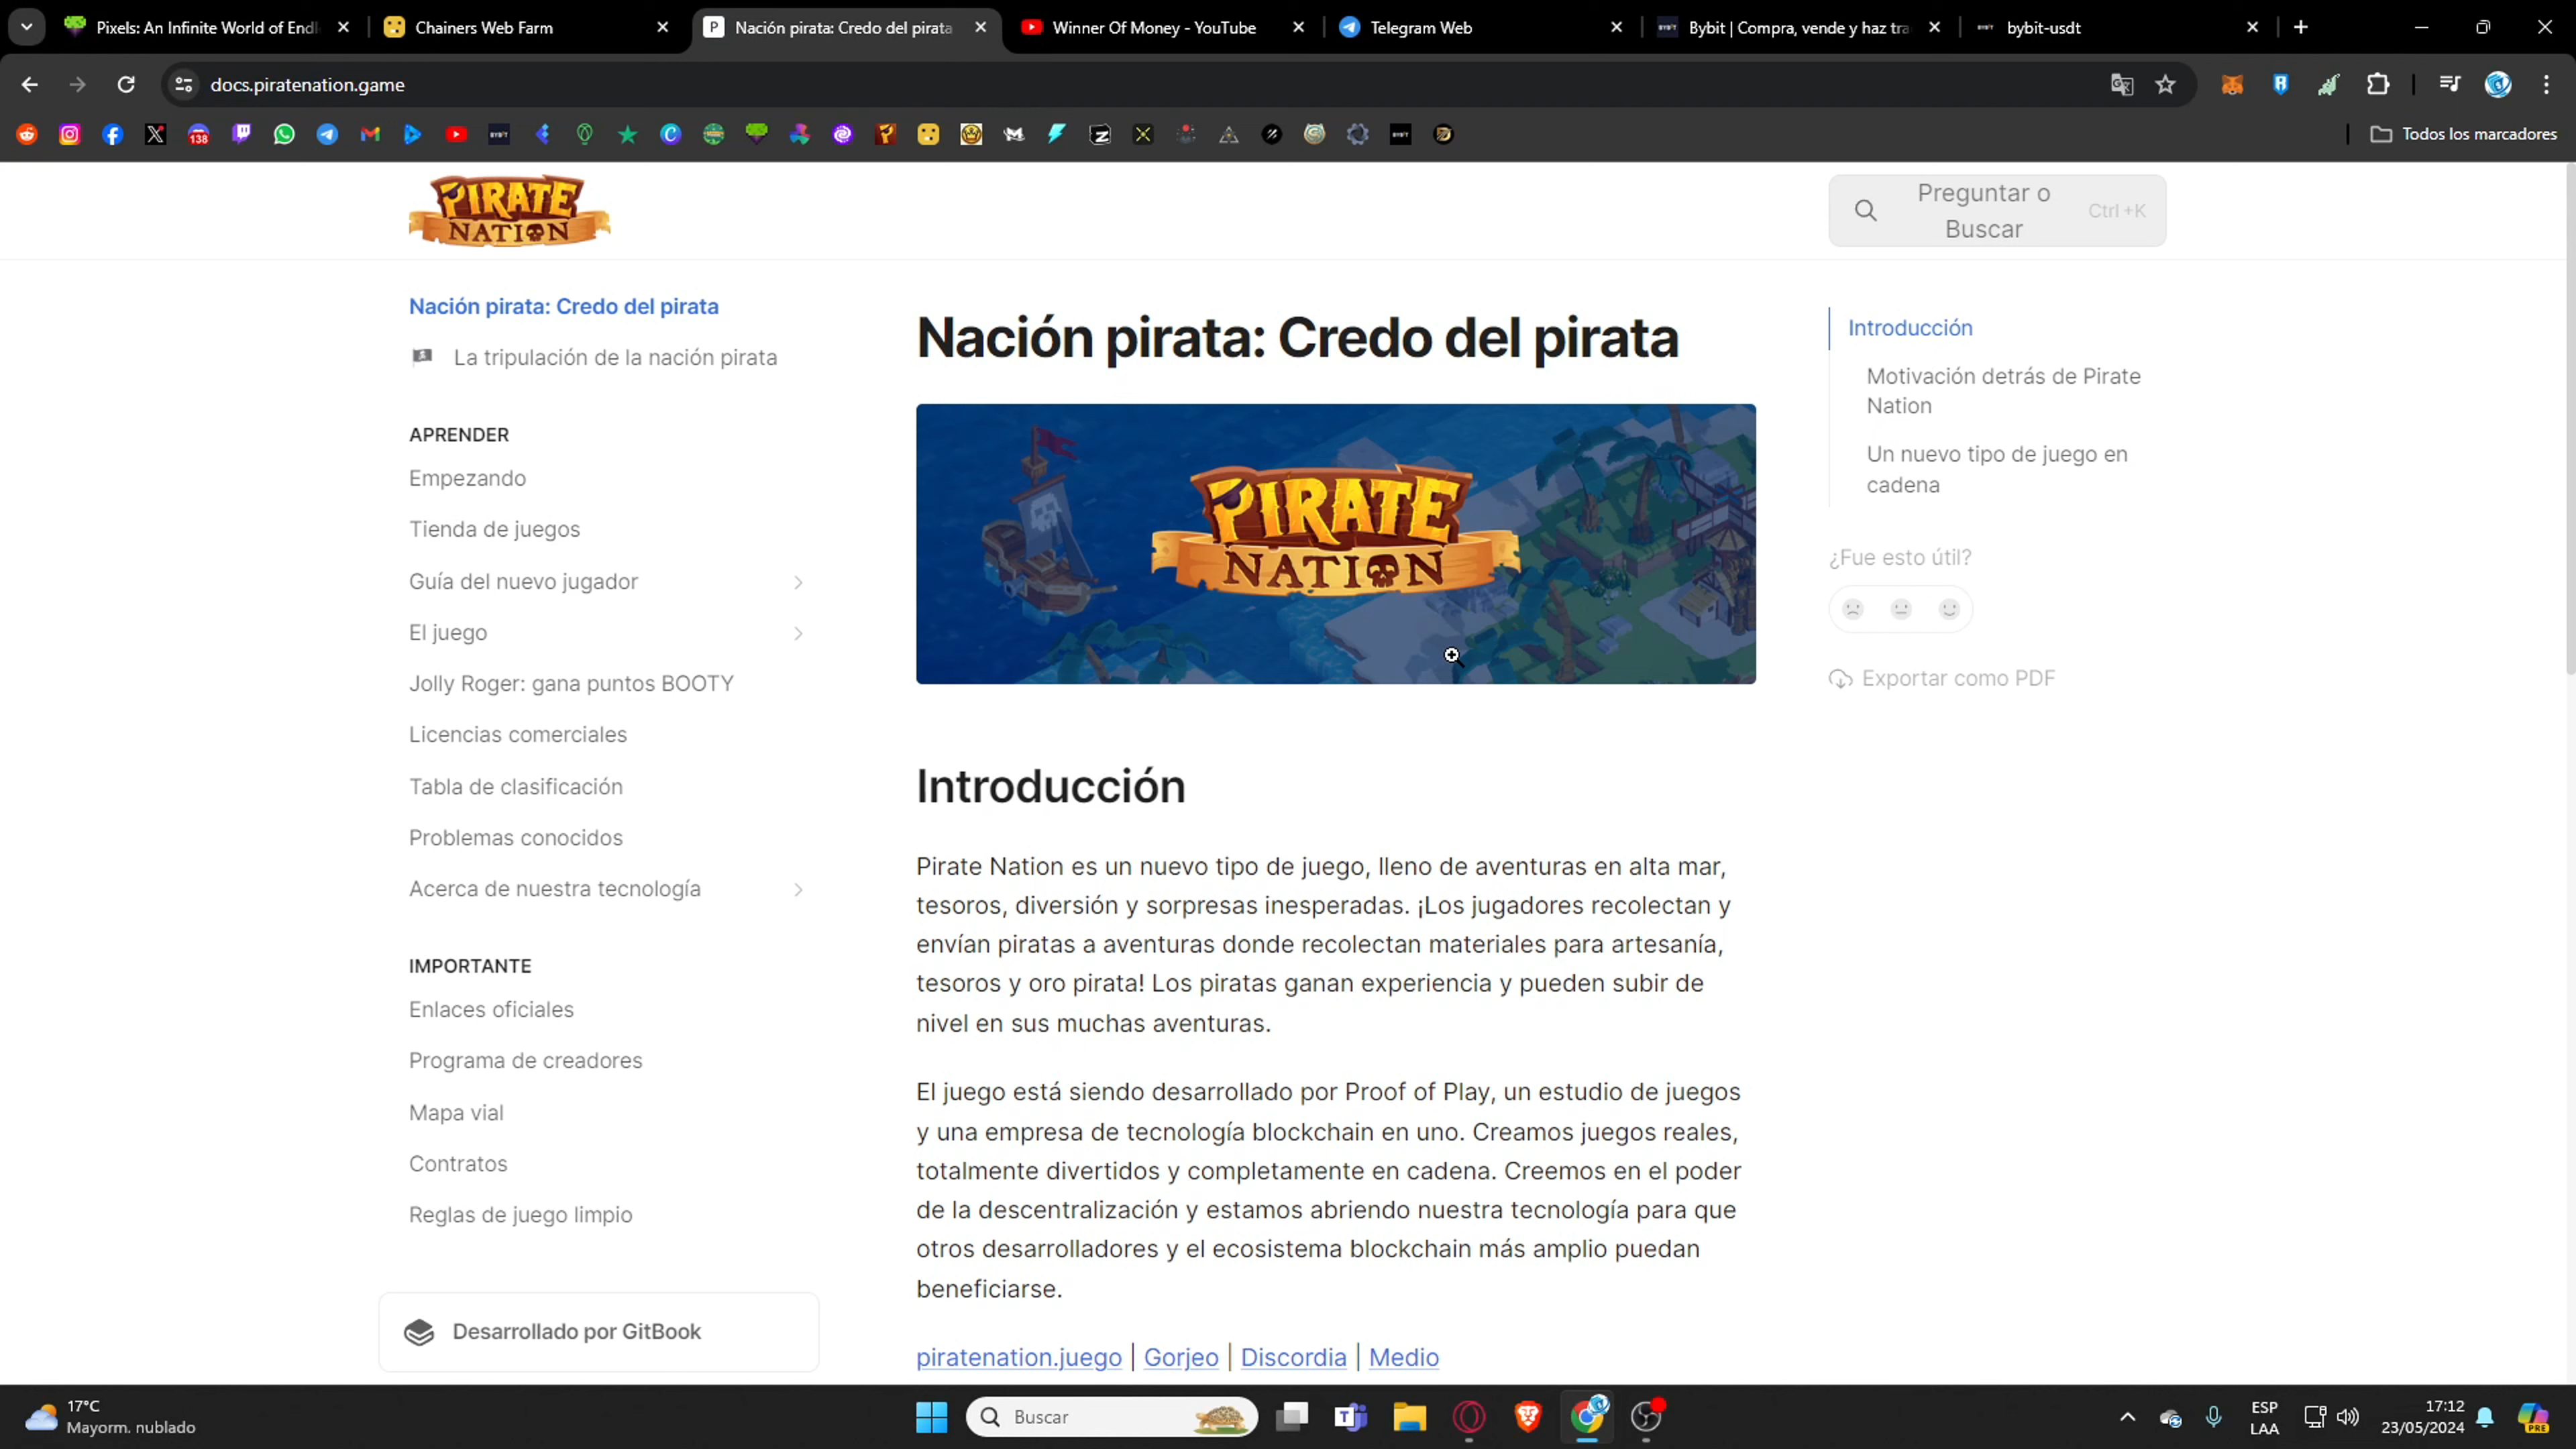 Pixels: An Infinite World of Endl
Chainers Web Farm
P
Nación pirata: Credo del pirata
Winner Of Money - YouTube
Telegram Web
BYBIT
Bybit | Compra, vende y haz tra
bybit-usdt
docs.piratenation.game
138
BYBIT
Todos los marcadores
PIRATE
NATION
Preguntar o
Buscar
Ctrl +K
Nación pirata: Credo del pirata
La tripulación de la nación pirata
APRENDER
Empezando
Tienda de juegos
Guía del nuevo jugador
El juego
Jolly Roger: gana puntos BOOTY
Licencias comerciales
Tabla de clasificación
Problemas conocidos
Acerca de nuestra tecnología
IMPORTANTE
Enlaces oficiales
Programa de creadores
Mapa vial
Contratos
Reglas de juego limpio
Desarrollado por GitBook
Nación pirata: Credo del pirata
PIRATE
NATION
Introducción
Pirate Nation es un nuevo tipo de juego, lleno de aventuras en alta mar,
tesoros, diversión y sorpresas inesperadas. ¡Los jugadores recolectan y
envían piratas a aventuras donde recolectan materiales para artesanía,
tesoros y oro pirata! Los piratas ganan experiencia y pueden subir de
nivel en sus muchas aventuras.
El juego está siendo desarrollado por Proof of Play, un estudio de juegos
y una empresa de tecnología blockchain en uno. Creamos juegos reales,
totalmente divertidos y completamente en cadena. Creemos en el poder
de la descentralización y estamos abriendo nuestra tecnología para que
otros desarrolladores y el ecosistema blockchain más amplio puedan
beneficiarse.
piratenation.juego | Gorjeo | Discordia | Medio
Introducción
Motivación detrás de Pirate
Nation
Un nuevo tipo de juego en
cadena
¿Fue esto útil?
Exportar como PDF
17°C
Mayorm. nublado
Buscar
ESP
LAA
17:12
23/05/2024
PRE